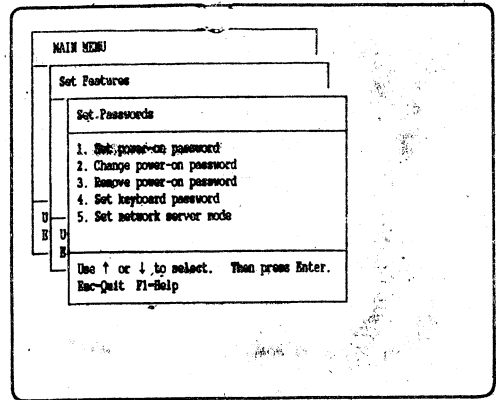 MAIN MENU
Set Features
Set Passwords
1. Set power-on password
2. Change power-on password
3. Remove power-on password
4. Set keyboard password
5. Set network server mode
U
E
U
E
Use ↑ or ↓ to select. Then press Enter.
Esc-Quit F1-Help